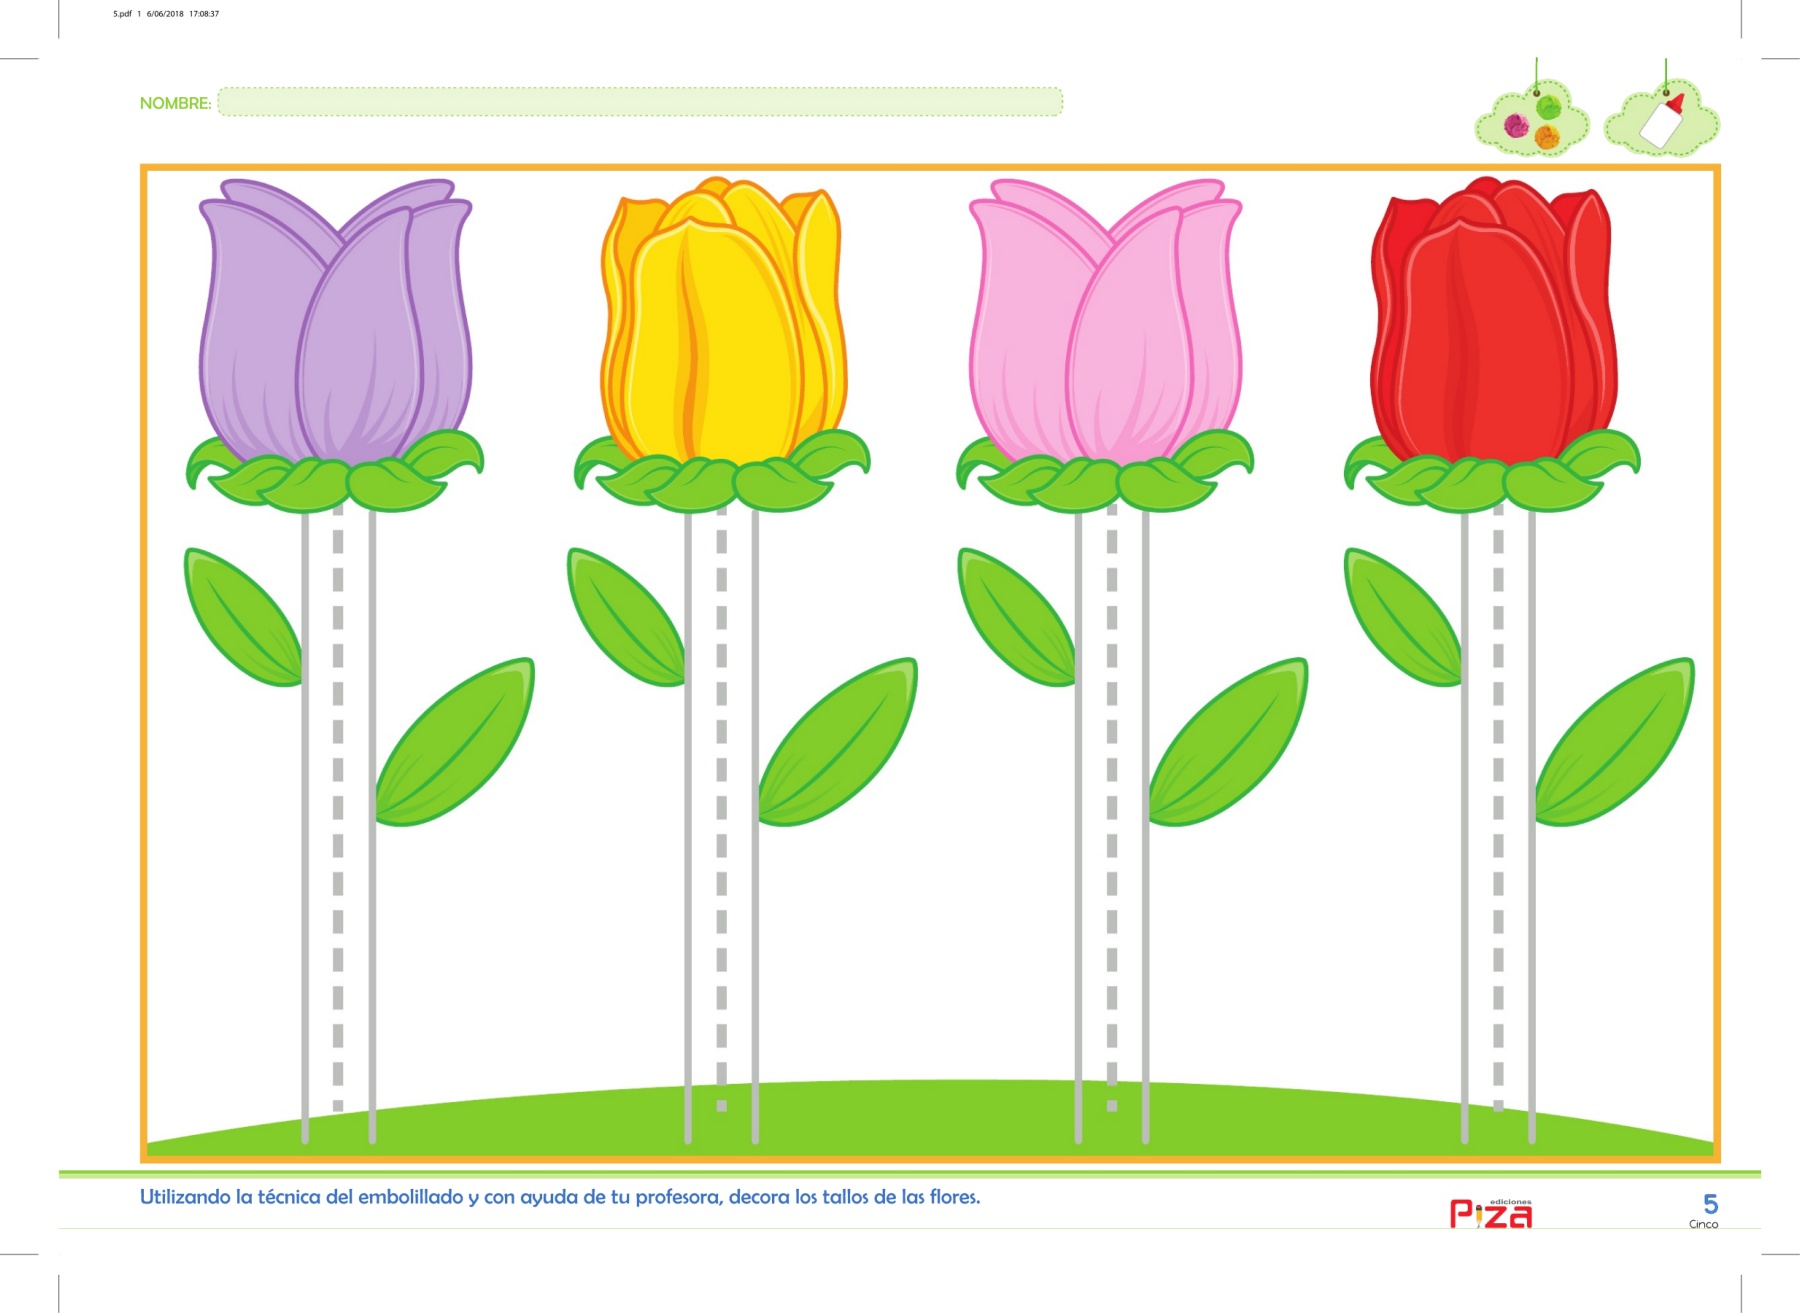 5.pdf 1 6/06/2018 17:08:37
NOMBRE:
Utilizando la técnica del embolillado y con ayuda de tu profesora, decora los tallos de las flores.
ediciones
Piza
5
Cinco